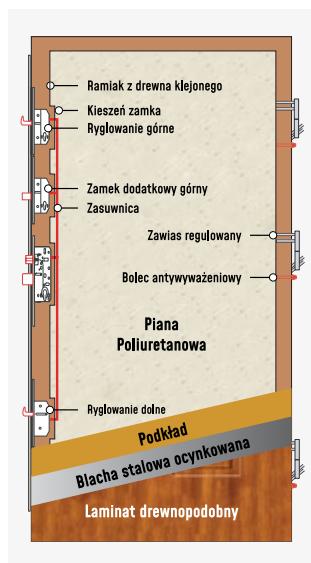 Ramiak z drewna klejonego
Kieszeń zamka
Ryglowanie górne
Zamek dodatkowy górny
Zasuwnica
Zawias regulowany
Bolec antywyważeniowy
Piana
Poliuretanowa
Ryglowanie dolne
Podkład
Blacha stalowa ocynkowana
Laminat drewnopodobny